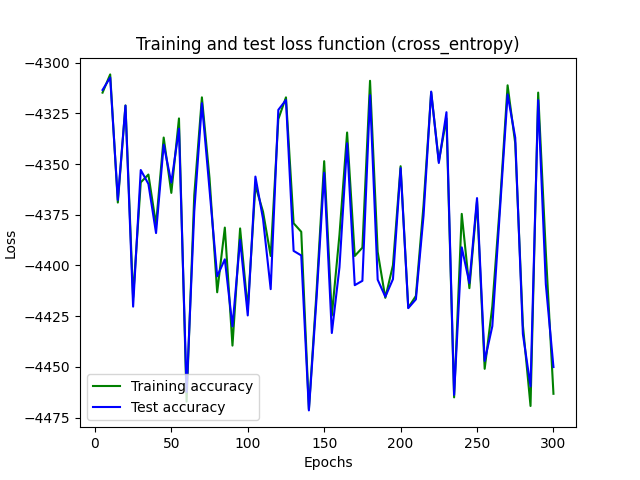 Training and test loss function (cross_entropy)
Loss
−4300
−4325
−4350
−4375
−4400
−4425
−4450
−4475
Training accuracy
Test accuracy
0 50 100 150 200 250 300
Epochs